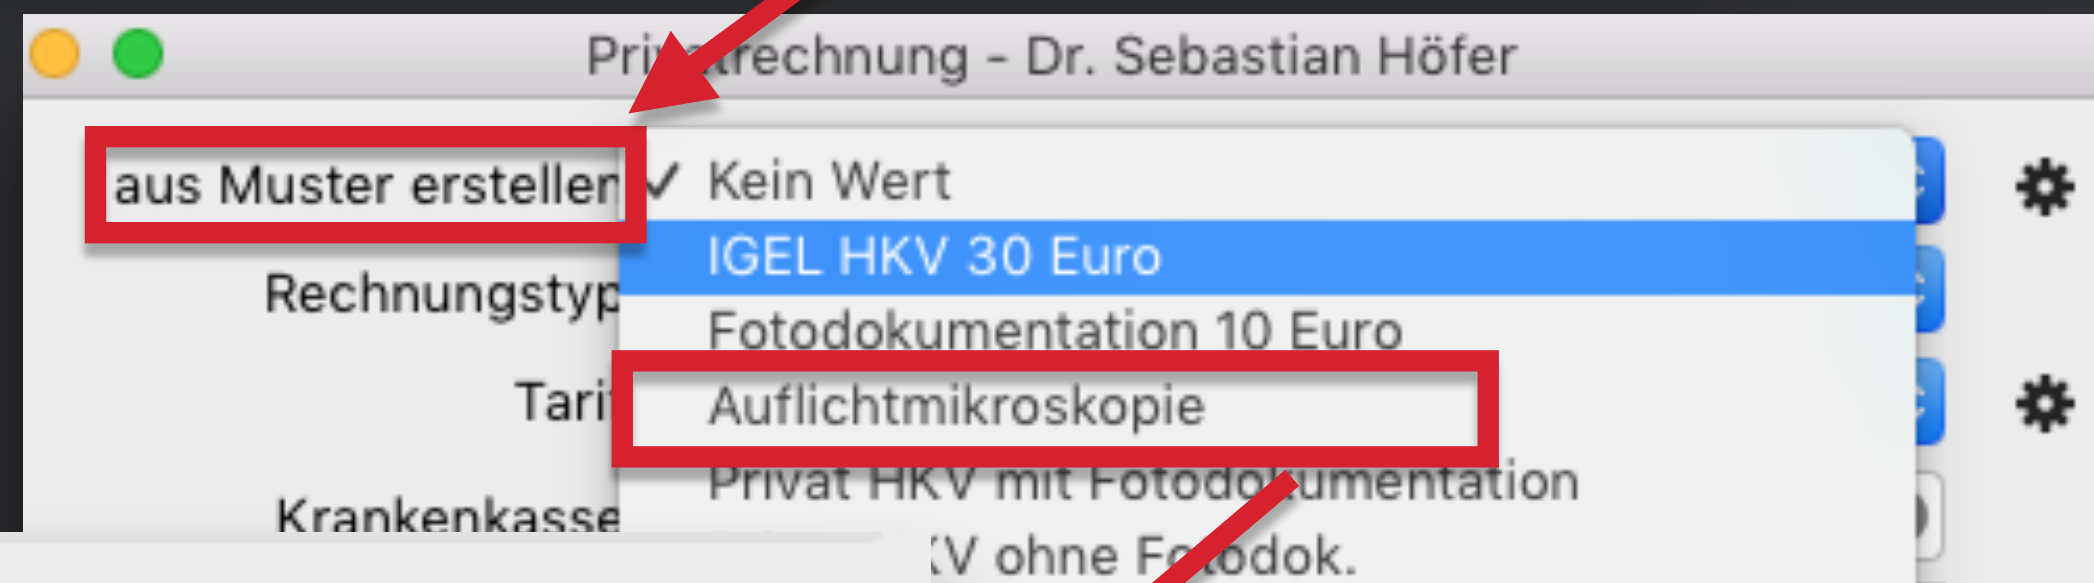 Privatrechnung - Dr. Sebastian Höfer
aus Muster erstellen
✓ Kein Wert
IGEL HKV 30 Euro
Rechnungstyp
Fotodokumentation 10 Euro
Tarif
Auflichtmikroskopie
Privat HKV mit Fotodokumentation
Krankenkasse
KV ohne Fotodok.